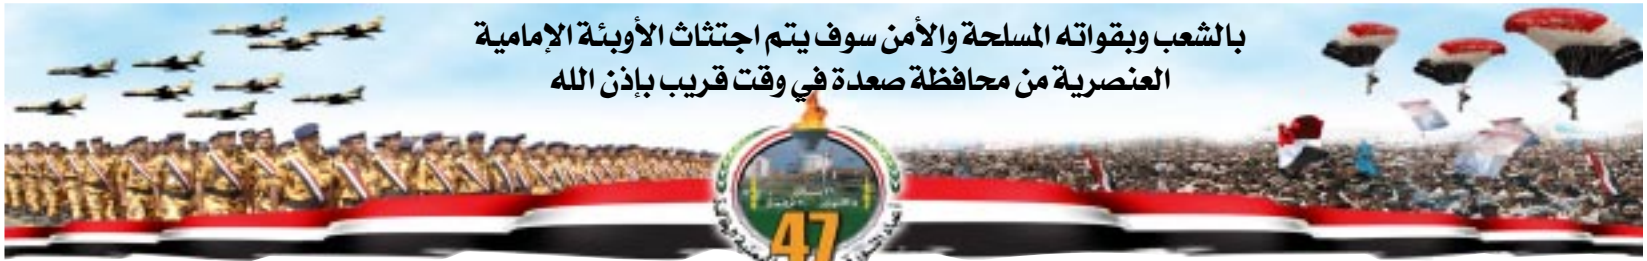 بالشعب وبقواته المسلحة والأمن سوف يتم اجتثاث الأوبئة الإمامية
العنصرية من محافظة صعدة في وقت قريب بإذن الله
47